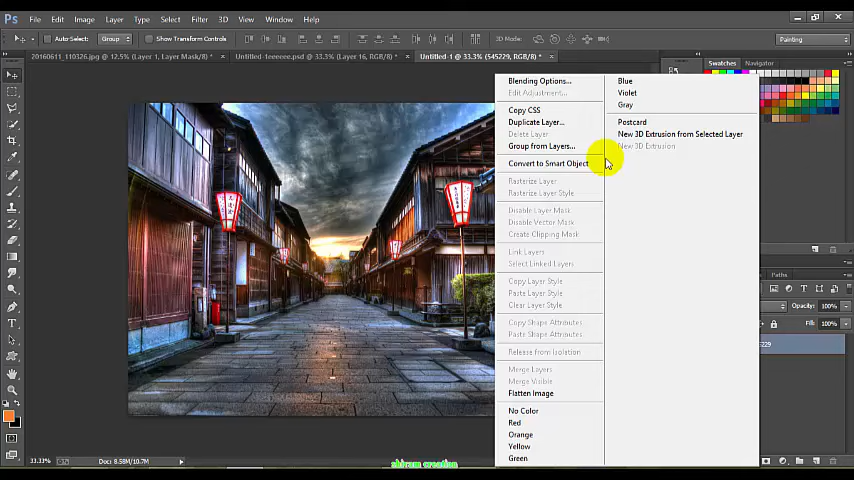 Ps File Edit Image Layer Type Select Filter 3D View Window Help
Auto-Select: Group Show Transform Controls 3D Mode: Painting
20160611_110326.jpg @ 12.5% (Layer 1, Layer Mask/8) * × Untitled-1eeeeee.psd @ 33.3% (Layer 16, RGB/8) * × Untitled-1 @ 33.3% (545229, RGB/8) * ×
Swatches Navigator
Blending Options...
Edit Adjustment...
Copy CSS
Duplicate Layer...
Delete Layer
Group from Layers...
Convert to Smart Object
Rasterize Layer
Rasterize Layer Style
Disable Layer Mask
Disable Vector Mask
Create Clipping Mask
Link Layers
Select Linked Layers
Copy Layer Style
Paste Layer Style
Clear Layer Style
Copy Shape Attributes
Paste Shape Attributes
Release from Isolation
Merge Layers
Merge Visible
Flatten Image
No Color
Red
Orange
Yellow
Green
Blue
Violet
Gray
Postcard
New 3D Extrusion from Selected Layer
New 3D Extrusion
Paths
Opacity: 100%
Fill: 100%
5229
33.33% Doc: 8.58M/10.7M
shivam creation